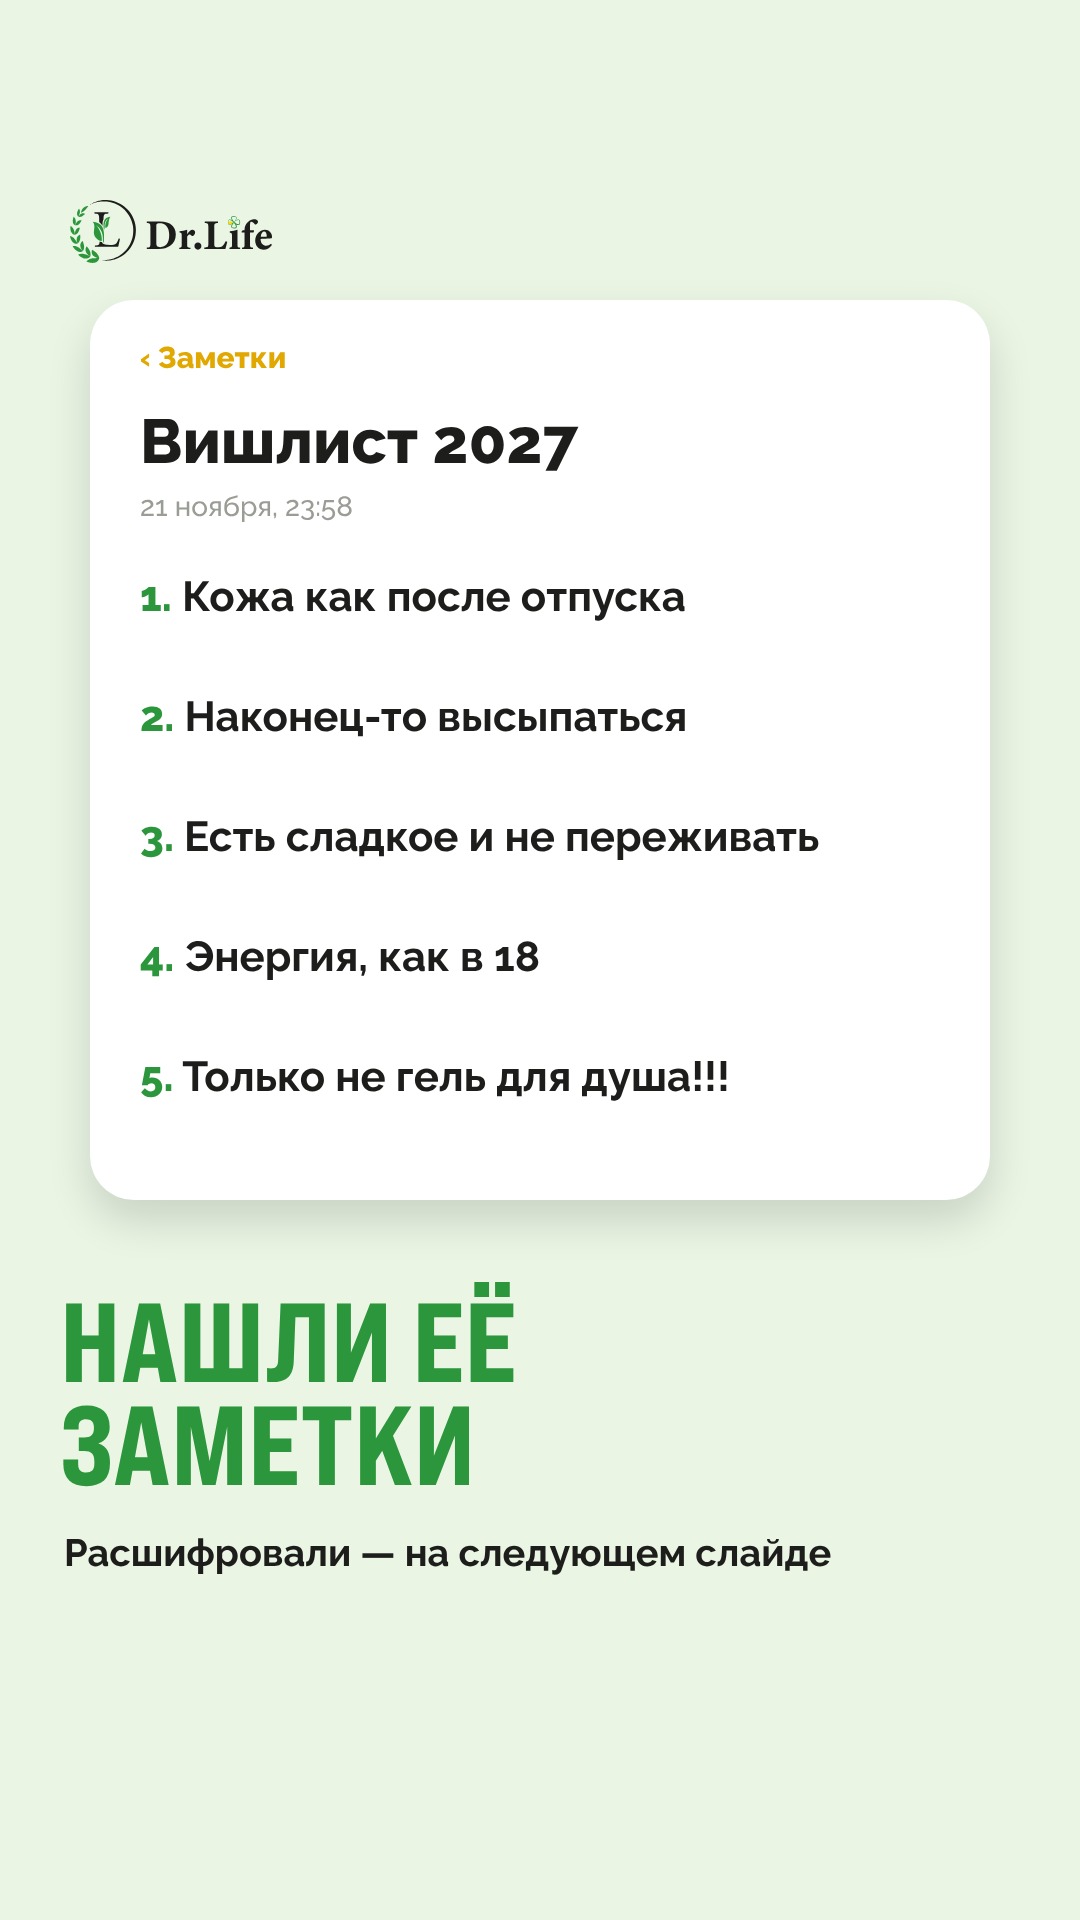 Dr.Life
‹ Заметки
Вишлист 2027
21 ноября, 23:58
1. Кожа как после отпуска
2. Наконец-то высыпаться
3. Есть сладкое и не переживать
4. Энергия, как в 18
5. Только не гель для душа!!!
НАШЛИ ЕЁ
ЗАМЕТКИ
Расшифровали — на следующем слайде